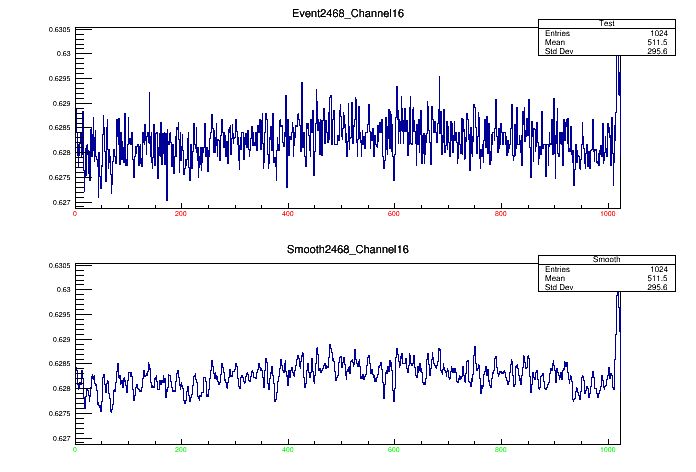 Event2468_Channel16
Test
Entries 1024
Mean 511.5
Std Dev 295.6
0.6305
0.63
0.6295
0.629
0.6285
0.628
0.6275
0.627
0 200 400 600 800 1000
Smooth2468_Channel16
Smooth
Entries 1024
Mean 511.5
Std Dev 295.6
0.6305
0.63
0.6295
0.629
0.6285
0.628
0.6275
0.627
0 200 400 600 800 1000